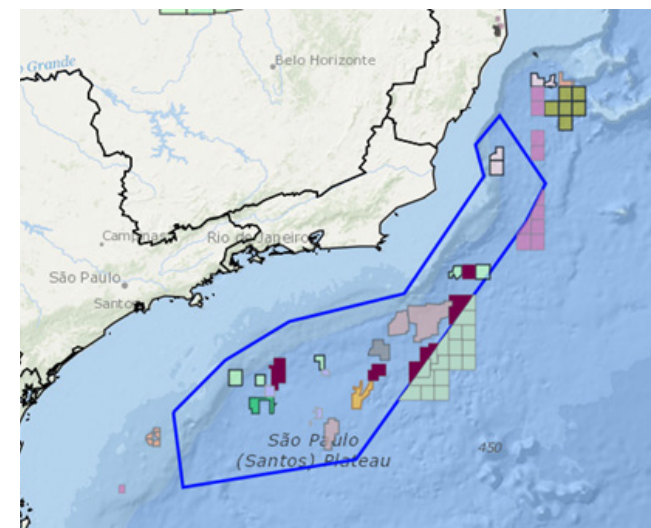 Grande
Belo Horizonte
Campinas
Rio de Janeiro
São Paulo
Santos
São Paulo
(Santos) Plateau
450